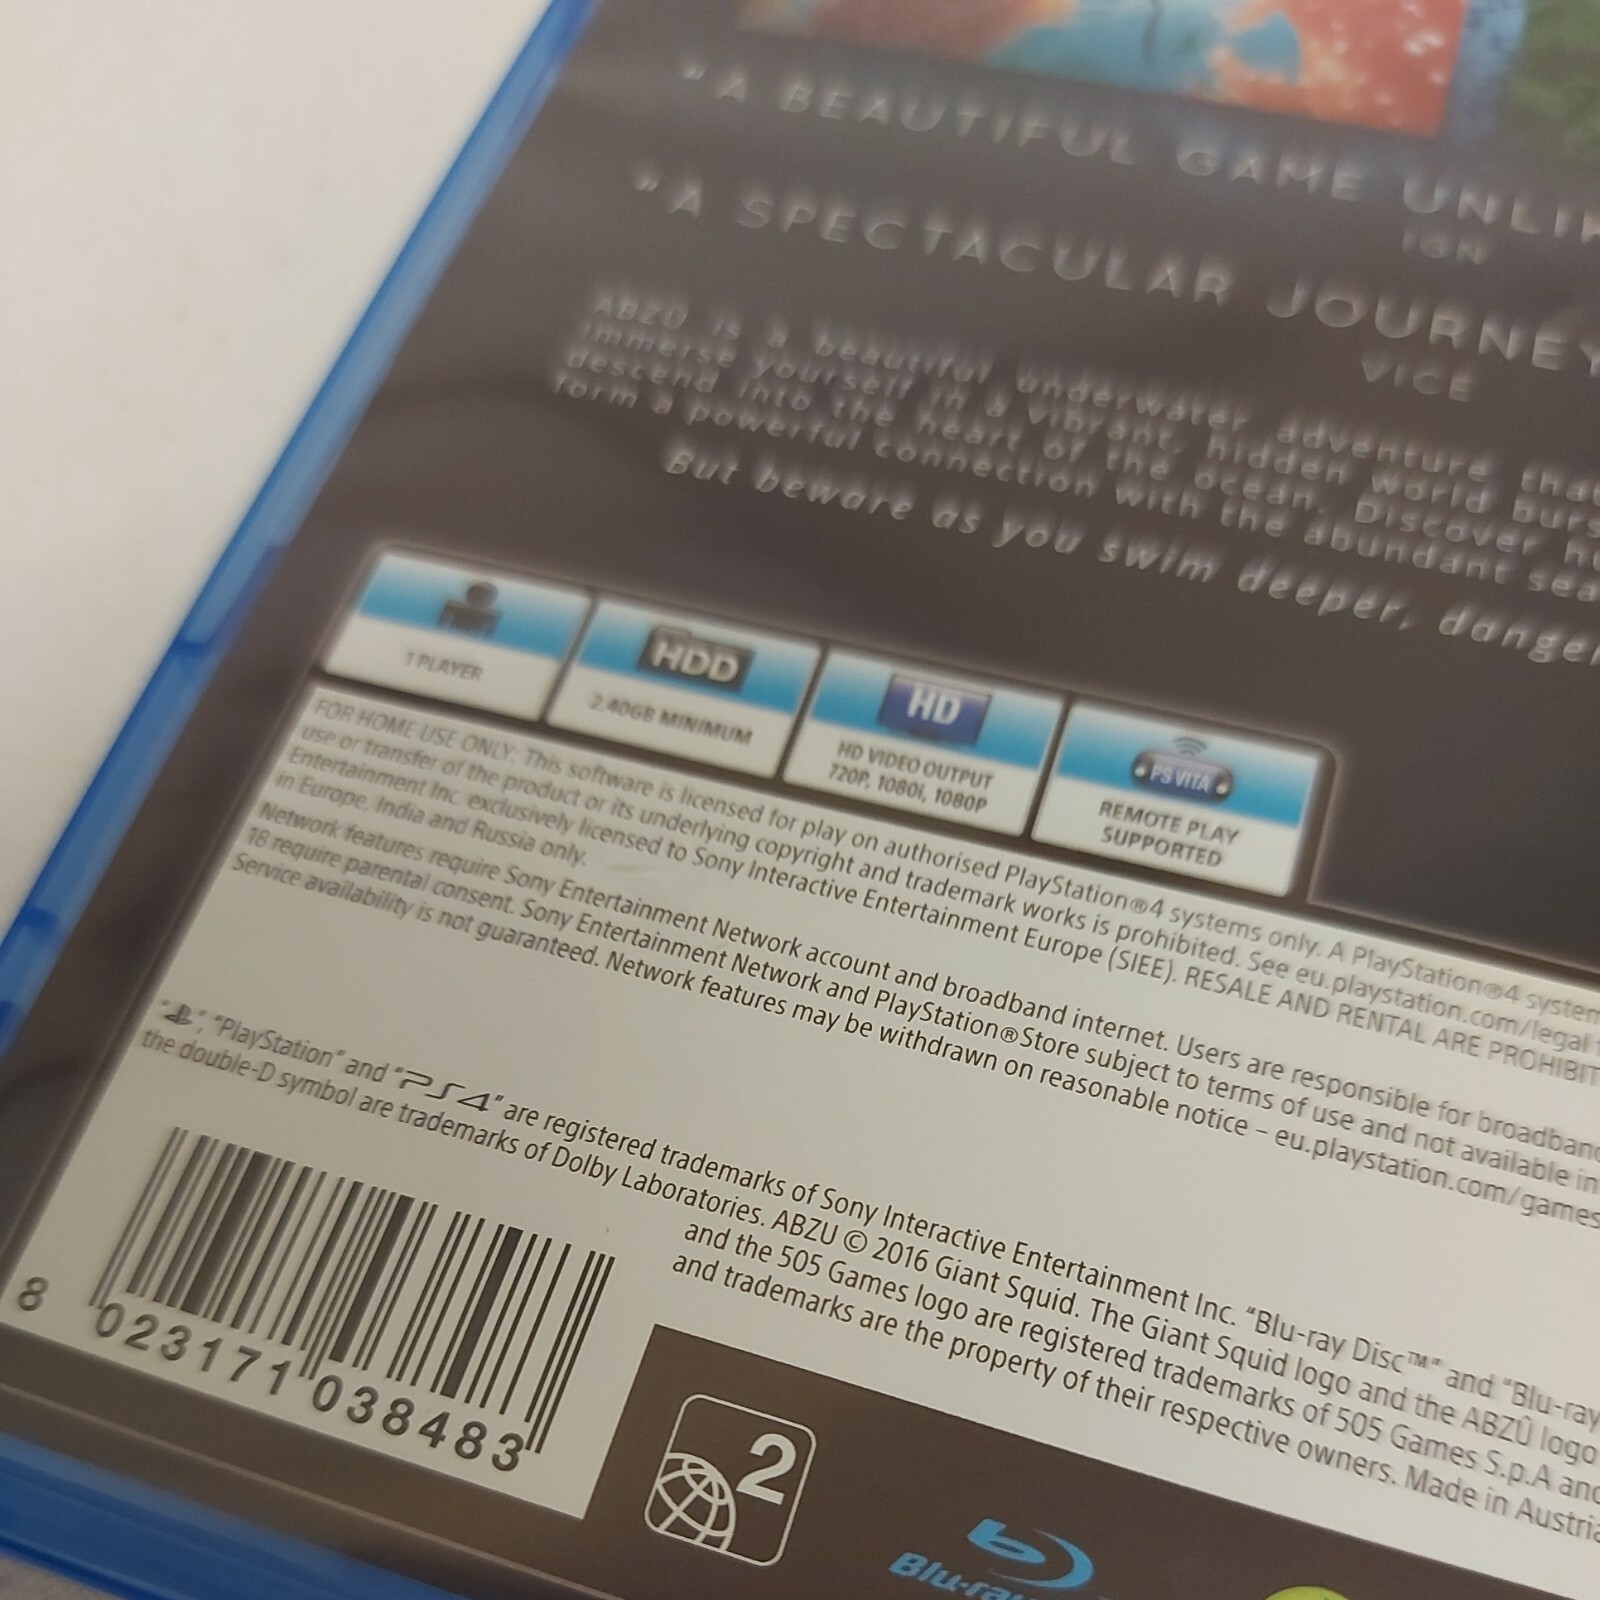 "A BEAUTIFUL GAME
IGN
"A SPECTACULAR JOURNEY
VICE
ABZÛ is a beautiful underwater adventure that
immerse yourself in a vibrant, hidden world
descend into the heart of the ocean. Discover
form a powerful connection with the abundant sea
But beware as you swim deeper,
1 PLAYER
HDD
2.40GB MINIMUM
HD
HD VIDEO OUTPUT
720P, 1080i, 1080P
PS VITA
REMOTE PLAY
SUPPORTED
FOR HOME USE ONLY. This software is licensed for play on authorised PlayStation®4 systems only. A PlayStation®4 system
use or transfer of the product or its underlying copyright and trademark works is prohibited. See eu.playstation.com/legal
Entertainment Inc. exclusively licensed to Sony Interactive Entertainment Europe (SIEE). RESALE AND RENTAL ARE PROHIBIT
in Europe, India and Russia only.
Network features require Sony Entertainment Network account and broadband internet. Users are responsible for broadband
18 require parental consent. Sony Entertainment Network and PlayStation®Store subject to terms of use and not available in
Service availability is not guaranteed. Network features may be withdrawn on reasonable notice – eu.playstation.com/games
" ", "PlayStation" and "PS4" are registered trademarks of Sony Interactive Entertainment Inc. "Blu-ray Disc™" and "Blu-ray
the double-D symbol are trademarks of Dolby Laboratories. ABZU © 2016 Giant Squid. The Giant Squid logo and the ABZÛ logo
and the 505 Games logo are registered trademarks of 505 Games S.p.A and
and trademarks are the property of their respective owners. Made in Austria
8 023171 038483
2
Blu-ray